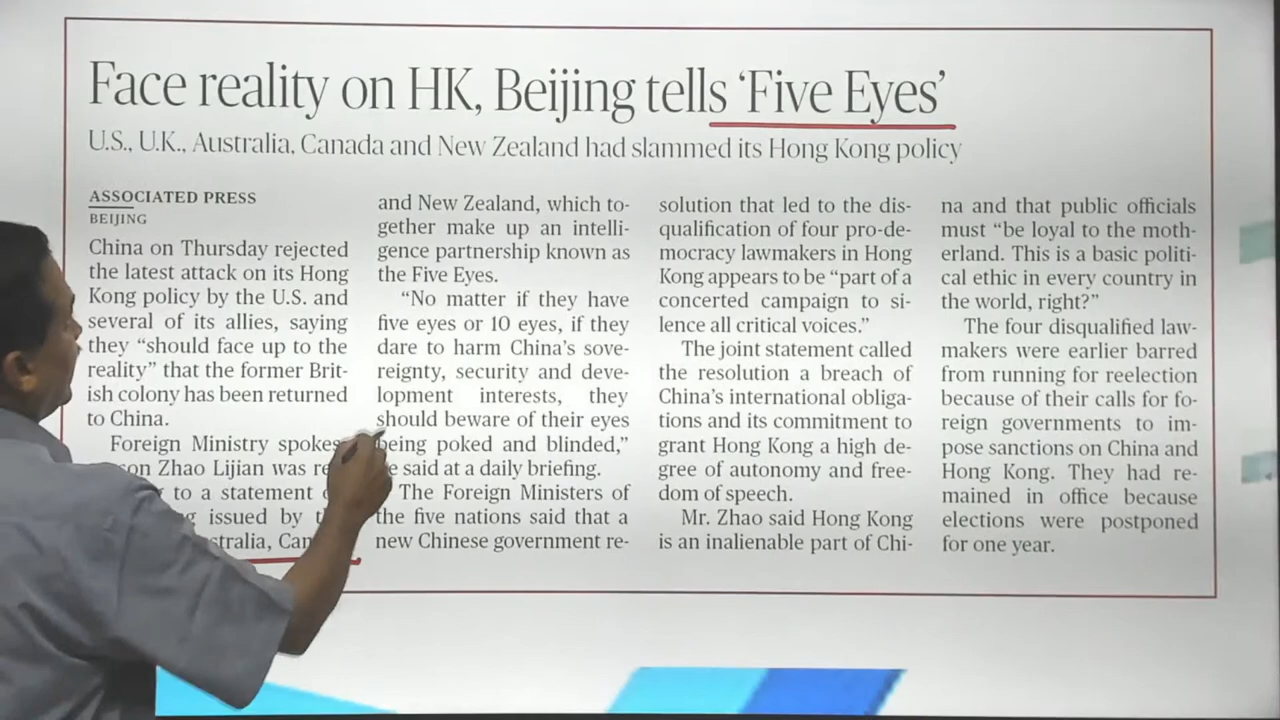 Face reality on HK, Beijing tells ‘Five Eyes’
U.S., U.K., Australia, Canada and New Zealand had slammed its Hong Kong policy
ASSOCIATED PRESS
BEIJING
China on Thursday rejected
the latest attack on its Hong
Kong policy by the U.S. and
several of its allies, saying
they “should face up to the
reality” that the former Brit-
ish colony has been returned
to China.
Foreign Ministry
Zhao Lijian was
to a statement
issued by
and New Zealand, which to-
gether make up an intelli-
gence partnership known as
the Five Eyes.
“No matter if they have
five eyes or 10 eyes, if they
dare to harm China’s sove-
reignty, security and deve-
lopment interests, they
should beware of their eyes
being poked and blinded,”
said at a daily briefing.
The Foreign Ministers of
the five nations said that a
new Chinese government re-
solution that led to the dis-
qualification of four pro-de-
mocracy lawmakers in Hong
Kong appears to be “part of a
concerted campaign to si-
lence all critical voices.”
The joint statement called
the resolution a breach of
China’s international obliga-
tions and its commitment to
grant Hong Kong a high de-
gree of autonomy and free-
dom of speech.
Mr. Zhao said Hong Kong
is an inalienable part of Chi-
na and that public officials
must “be loyal to the moth-
erland. This is a basic politi-
cal ethic in every country in
the world, right?”
The four disqualified law-
makers were earlier barred
from running for reelection
because of their calls for fo-
reign governments to im-
pose sanctions on China and
Hong Kong. They had re-
mained in office because
elections were postponed
for one year.